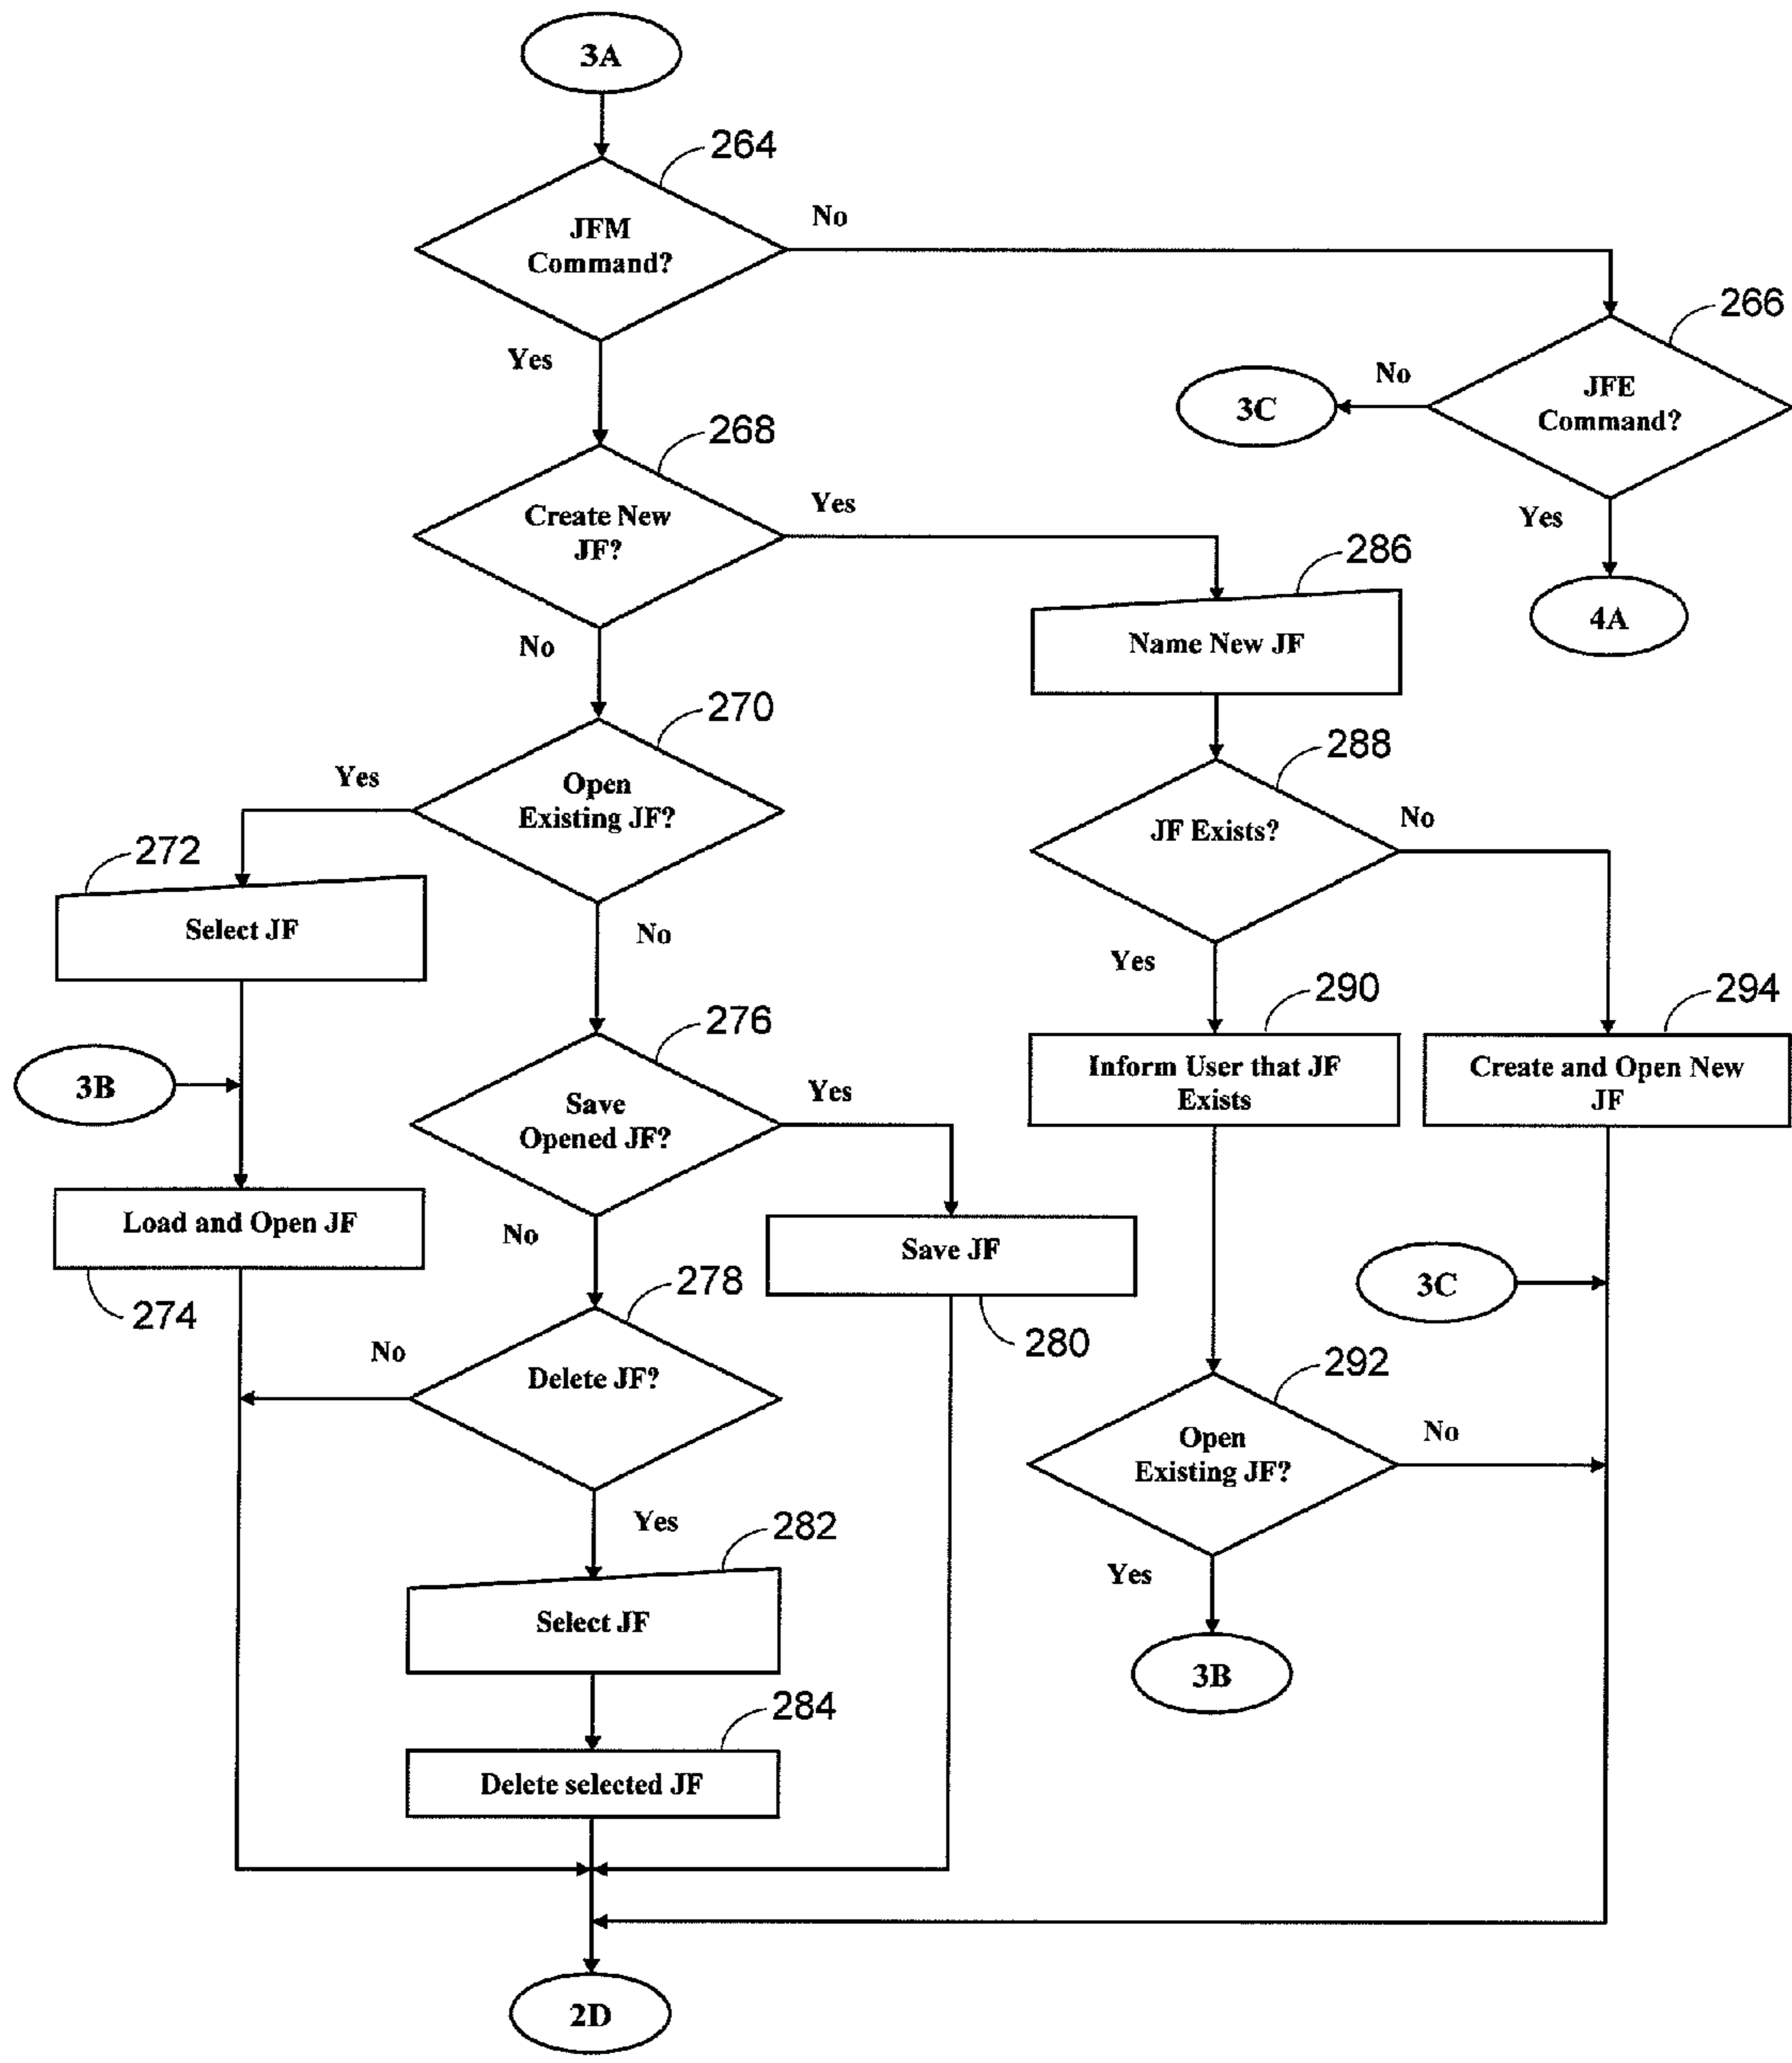 3A
264
JFM
Command?
No
266
Yes
JFE
Command?
No
3C
268
Create New
JF?
Yes
Yes
286
4A
No
Name New JF
270
288
Open
Existing JF?
Yes
JF Exists?
No
272
Select JF
No
Yes
290
294
276
3B
Inform User that JF
Exists
Create and Open New
JF
Yes
Save
Opened JF?
Load and Open JF
No
Save JF
278
3C
274
280
No
292
Delete JF?
Open
Existing JF?
No
Yes
282
Yes
Select JF
3B
284
Delete selected JF
2D